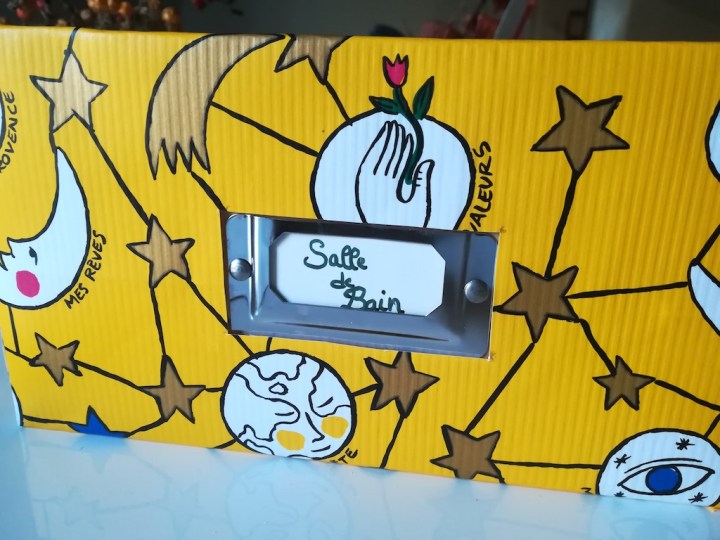 ROVENCE
MES RÊVES
VALEURS
Salle
de
Bain